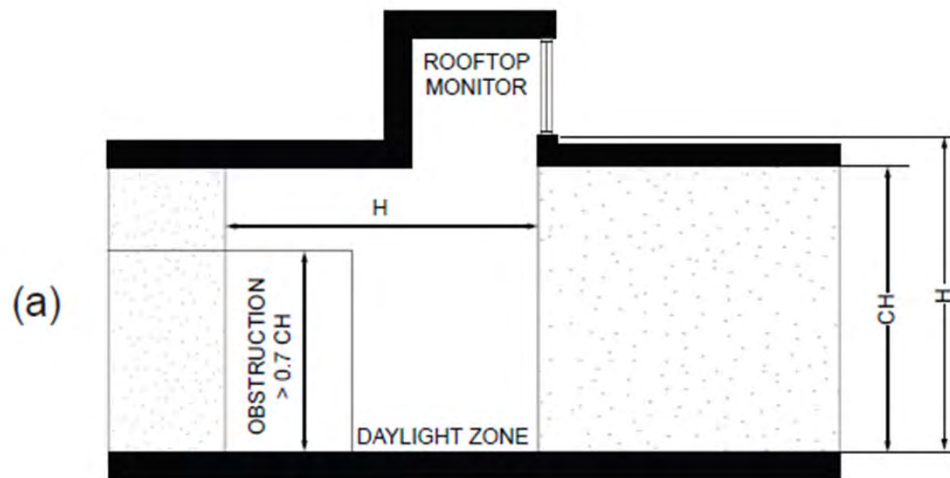 ROOFTOP
MONITOR
H
(a)
OBSTRUCTION
> 0.7 CH
CH
H
DAYLIGHT ZONE